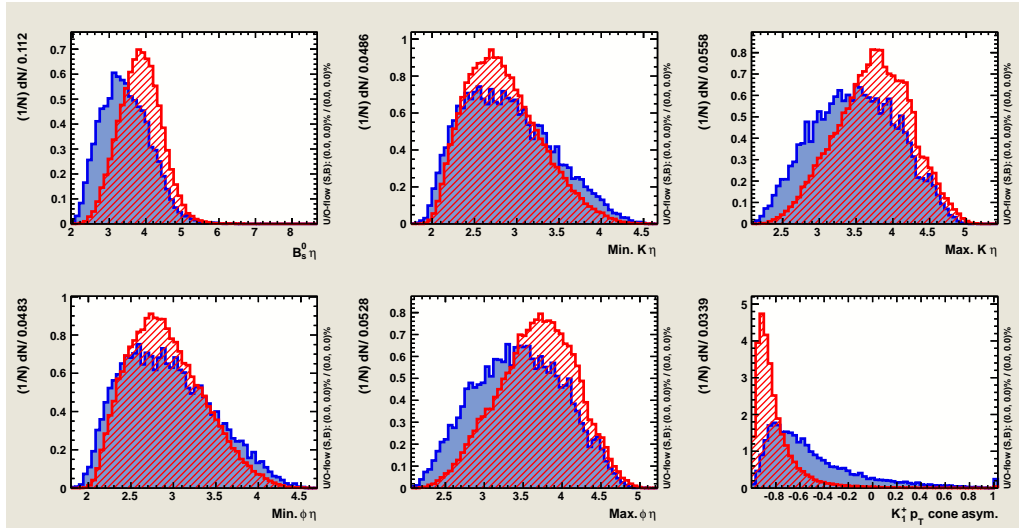 (1/N) dN/ 0.112
0.7
0.6
0.5
0.4
0.3
0.2
0.1
0
2 3 4 5 6 7 8
B_s^0 η
U/O-flow (S,B): (0.0, 0.0)% / (0.0, 0.0)%
(1/N) dN/ 0.0486
1
0.8
0.6
0.4
0.2
0
2 2.5 3 3.5 4 4.5
Min. K η
U/O-flow (S,B): (0.0, 0.0)% / (0.0, 0.0)%
(1/N) dN/ 0.0558
0.8
0.7
0.6
0.5
0.4
0.3
0.2
0.1
0
2.5 3 3.5 4 4.5 5
Max. K η
U/O-flow (S,B): (0.0, 0.0)% / (0.0, 0.0)%
(1/N) dN/ 0.0483
1
0.8
0.6
0.4
0.2
0
2 2.5 3 3.5 4 4.5
Min. ϕ η
U/O-flow (S,B): (0.0, 0.0)% / (0.0, 0.0)%
(1/N) dN/ 0.0528
0.8
0.7
0.6
0.5
0.4
0.3
0.2
0.1
0
2 2.5 3 3.5 4 4.5 5
Max. ϕ η
U/O-flow (S,B): (0.0, 0.0)% / (0.0, 0.0)%
(1/N) dN/ 0.0339
5
4
3
2
1
0
-0.8 -0.6 -0.4 -0.2 0 0.2 0.4 0.6 0.8 1
K_1^+ p_T cone asym.
U/O-flow (S,B): (0.0, 0.0)% / (0.0, 0.0)%